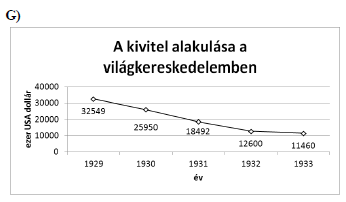 G)
A kivitel alakulása a
világkereskedelemben
ezer USA dollár
40000
30000
20000
10000
0
32549
25950
18492
12600
11460
1929 1930 1931 1932 1933
év